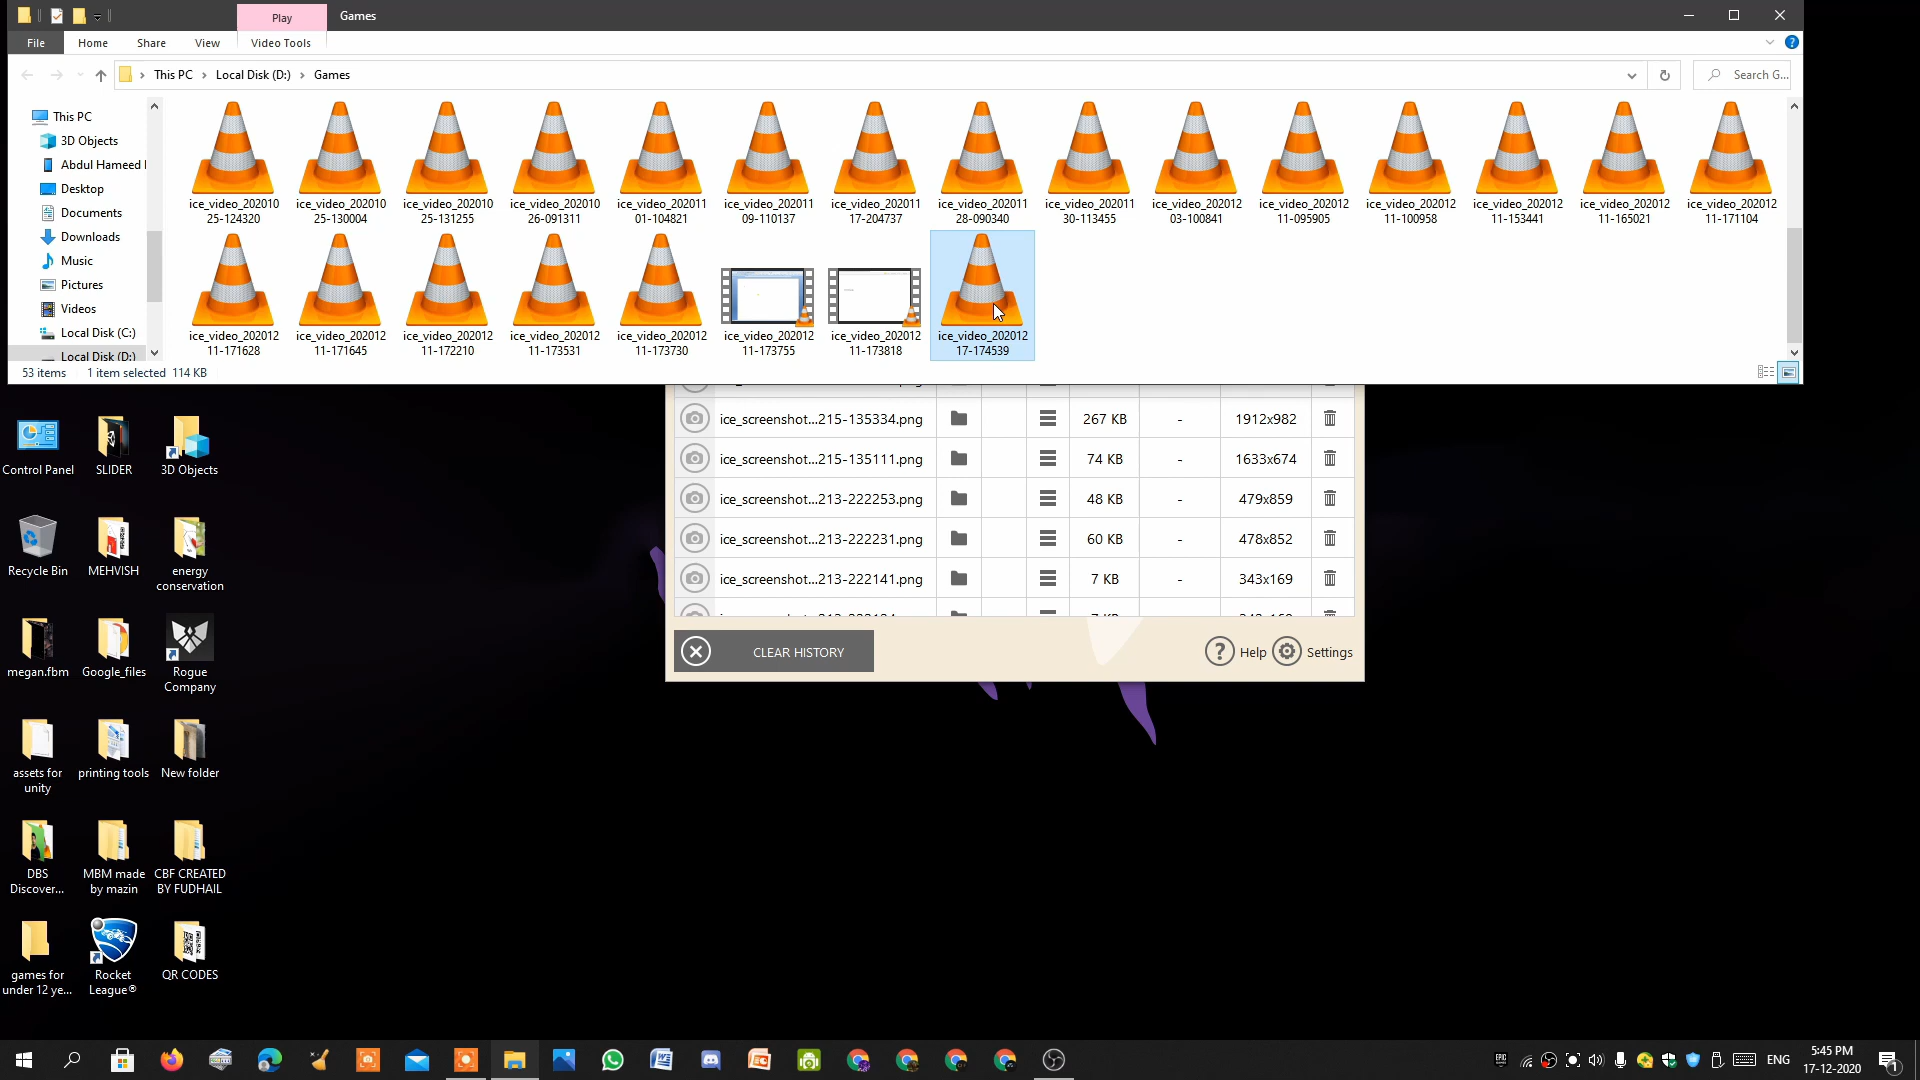 Play
Games
File
Home
Share
View
Video Tools
This PC
Local Disk (D:)
Games
Search G...
This PC
3D Objects
Abdul Hameed
Desktop
Documents
Downloads
Music
Pictures
Videos
Local Disk (C:)
Local Disk (D:)
ice_video_202010
25-124320
ice_video_202010
25-130004
ice_video_202010
25-131255
ice_video_202010
26-091311
ice_video_202011
01-104821
ice_video_202011
09-110137
ice_video_202011
17-204737
ice_video_202011
28-090340
ice_video_202011
30-113455
ice_video_202012
03-100841
ice_video_202012
11-095905
ice_video_202012
11-100958
ice_video_202012
11-153441
ice_video_202012
11-165021
ice_video_202012
11-171104
ice_video_202012
11-171628
ice_video_202012
11-171645
ice_video_202012
11-172210
ice_video_202012
11-173531
ice_video_202012
11-173730
ice_video_202012
11-173755
ice_video_202012
11-173818
ice_video_202012
17-174539
53 items
1 item selected 114 KB
ice_screenshot...215-135334.png 267 KB - 1912x982
ice_screenshot...215-135111.png 74 KB - 1633x674
ice_screenshot...213-222253.png 48 KB - 479x859
ice_screenshot...213-222231.png 60 KB - 478x852
ice_screenshot...213-222141.png 7 KB - 343x169
CLEAR HISTORY
Help
Settings
Control Panel
SLIDER
3D Objects
Recycle Bin
MEHVISH
energy
conservation
megan.fbm
Google_files
Rogue
Company
assets for
unity
printing tools
New folder
DBS
Discover...
MBM made
by mazin
CBF CREATED
BY FUDHAIL
games for
under 12 ye...
Rocket
League®
QR CODES
EPIC
ENG
5:45 PM
17-12-2020
1